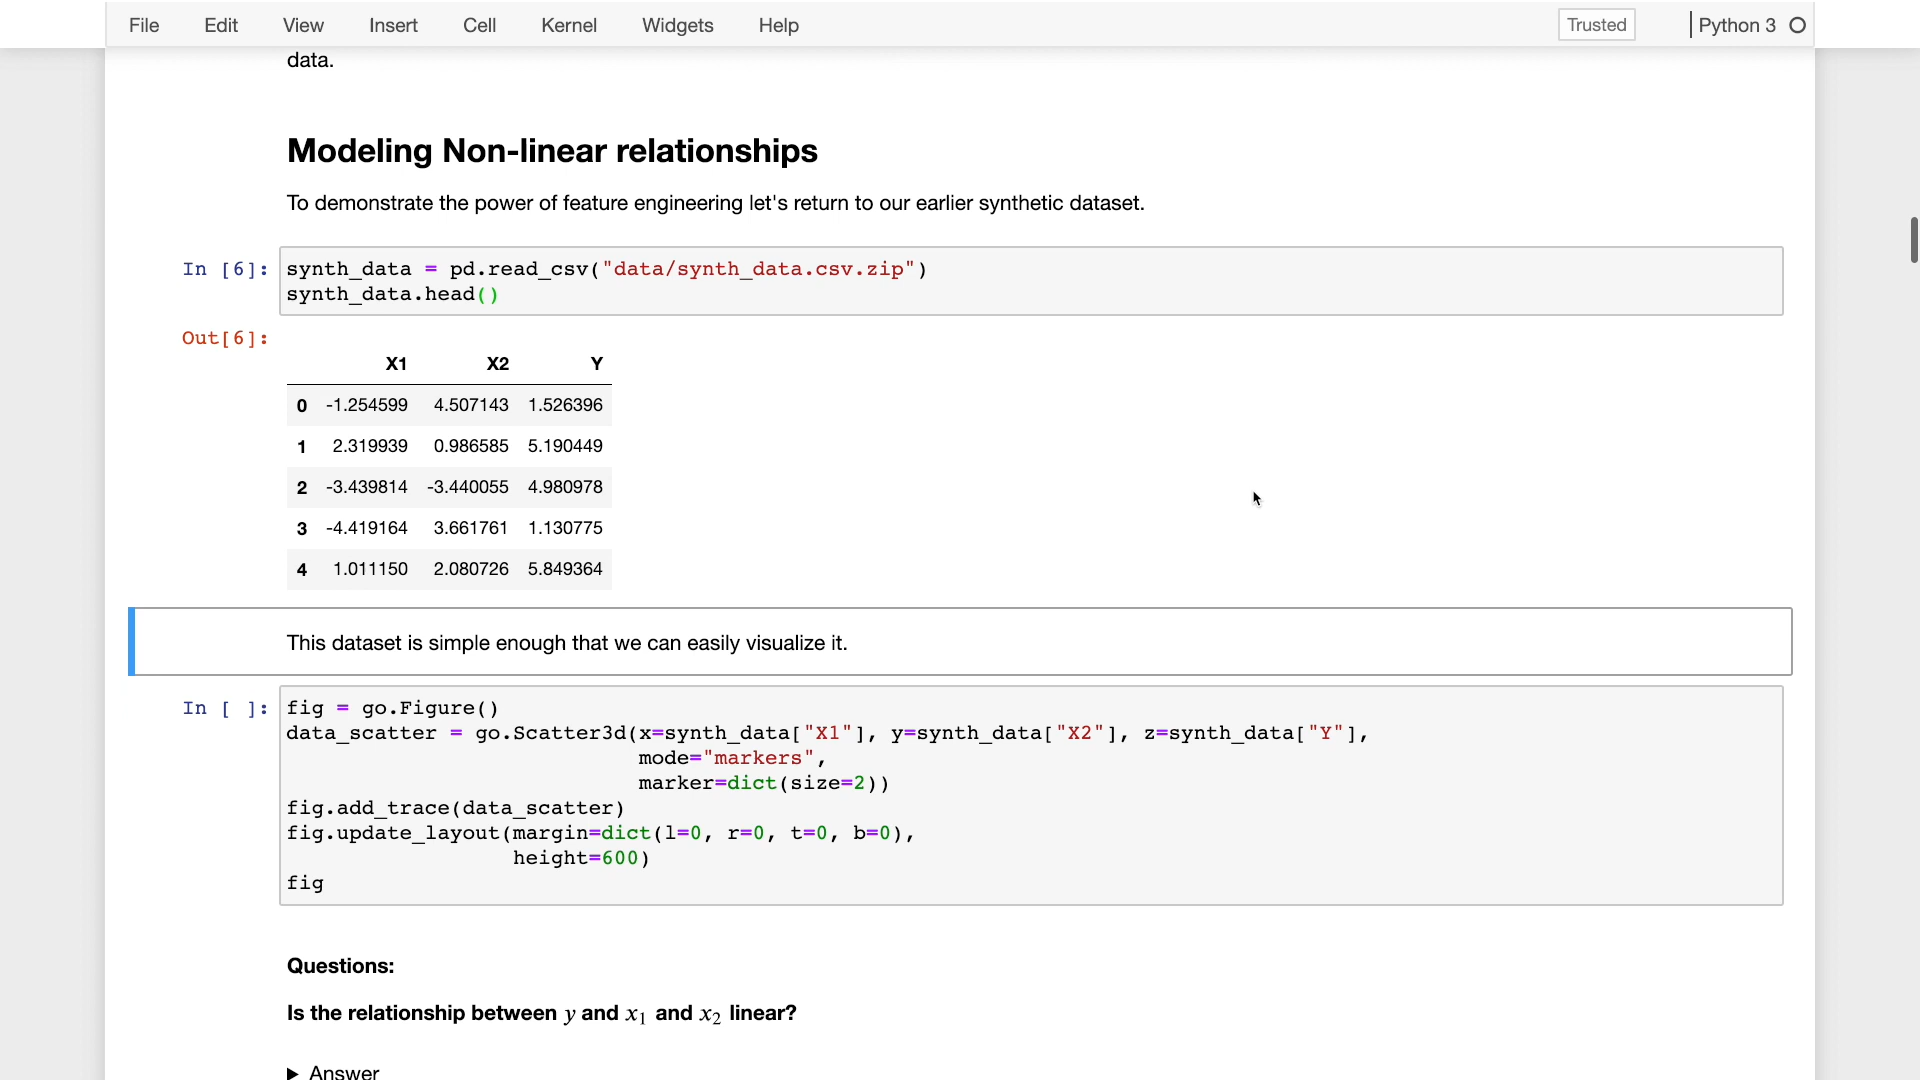 File Edit View Insert Cell Kernel Widgets Help Trusted Python 3
data.
Modeling Non-linear relationships
To demonstrate the power of feature engineering let's return to our earlier synthetic dataset.
In [6]: synth_data = pd.read_csv("data/synth_data.csv.zip")
synth_data.head()
Out[6]:
X1 X2 Y
0 -1.254599 4.507143 1.526396
1 2.319939 0.986585 5.190449
2 -3.439814 -3.440055 4.980978
3 -4.419164 3.661761 1.130775
4 1.011150 2.080726 5.849364
This dataset is simple enough that we can easily visualize it.
In [ ]: fig = go.Figure()
data_scatter = go.Scatter3d(x=synth_data["X1"], y=synth_data["X2"], z=synth_data["Y"],
mode="markers",
marker=dict(size=2))
fig.add_trace(data_scatter)
fig.update_layout(margin=dict(l=0, r=0, t=0, b=0),
height=600)
fig
Questions:
Is the relationship between y and x₁ and x₂ linear?
▶ Answer